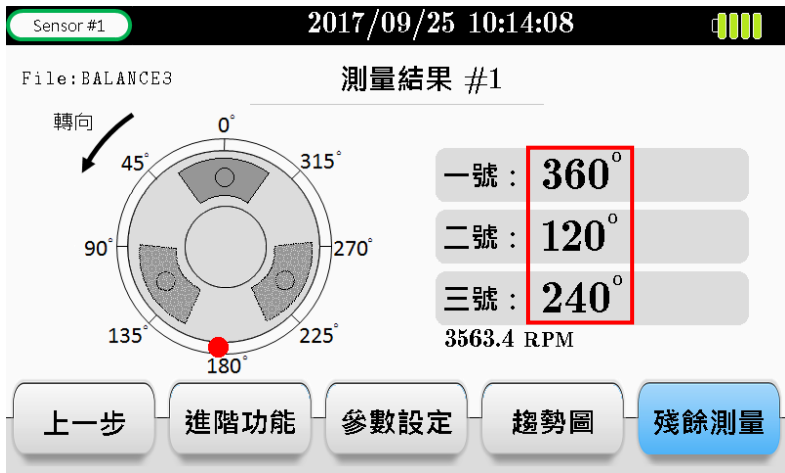 Sensor #1
2017/09/25 10:14:08
File:BALANCE3
測量結果 #1
轉向
0°
45°
315°
90°
270°
135°
225°
180°
一號： 360°
二號： 120°
三號： 240°
3563.4 RPM
上一步
進階功能
參數設定
趨勢圖
殘餘測量